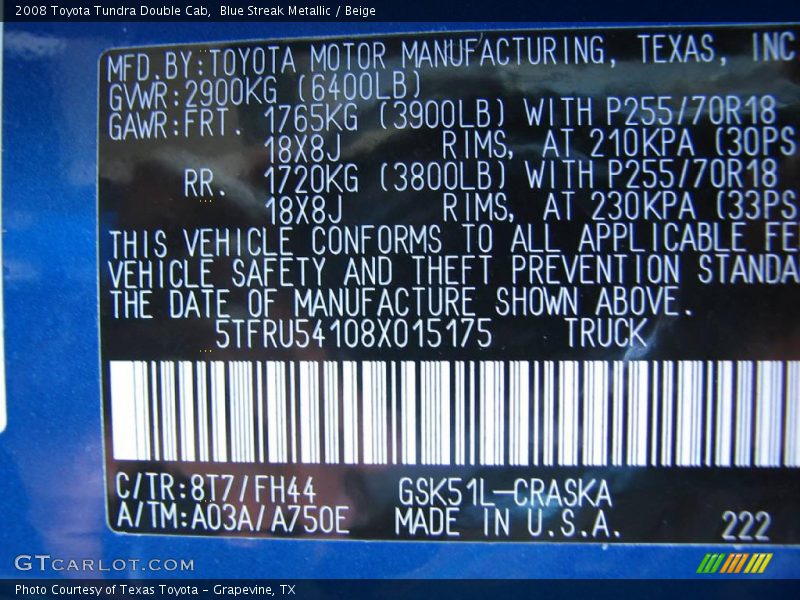 2008 Toyota Tundra Double Cab,  Blue Streak Metallic / Beige
MFD.BY:TOYOTA MOTOR MANUFACTURING, TEXAS, INC
GVWR:2900KG (6400LB)
GAWR:FRT. 1765KG (3900LB) WITH P255/70R18
18X8J RIMS, AT 210KPA (30PS
RR. 1720KG (3800LB) WITH P255/70R18
18X8J RIMS, AT 230KPA (33PS
THIS VEHICLE CONFORMS TO ALL APPLICABLE FE
VEHICLE SAFETY AND THEFT PREVENTION STANDA
THE DATE OF MANUFACTURE SHOWN ABOVE.
5TFRU54108X015175 TRUCK
C/TR:8T7/FH44 GSK51L-CRASKA
A/TM:A03A/A750E MADE IN U.S.A. 222
GTCARLOT.COM
Photo Courtesy of Texas Toyota - Grapevine, TX